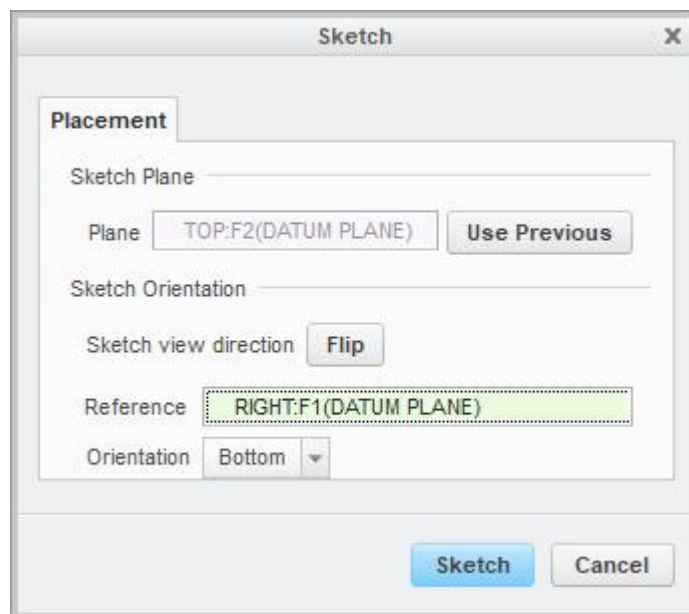 Sketch
Placement
Sketch Plane
Plane TOP:F2(DATUM PLANE) Use Previous
Sketch Orientation
Sketch view direction Flip
Reference RIGHT:F1(DATUM PLANE)
Orientation Bottom
Sketch Cancel